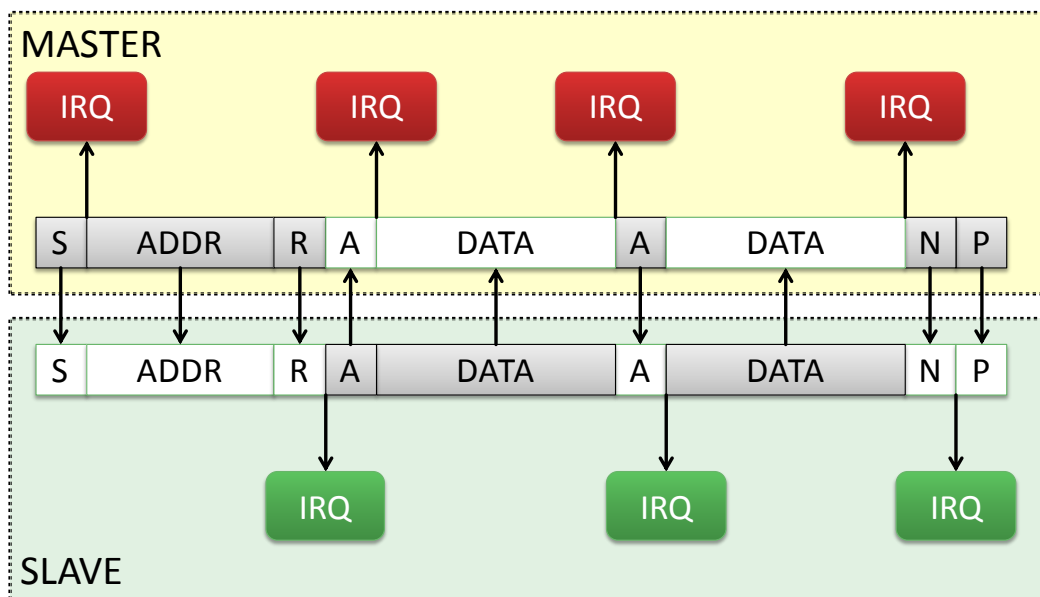 MASTER
IRQ IRQ IRQ IRQ
S ADDR R A DATA A DATA N P
S ADDR R A DATA A DATA N P
IRQ IRQ IRQ
SLAVE